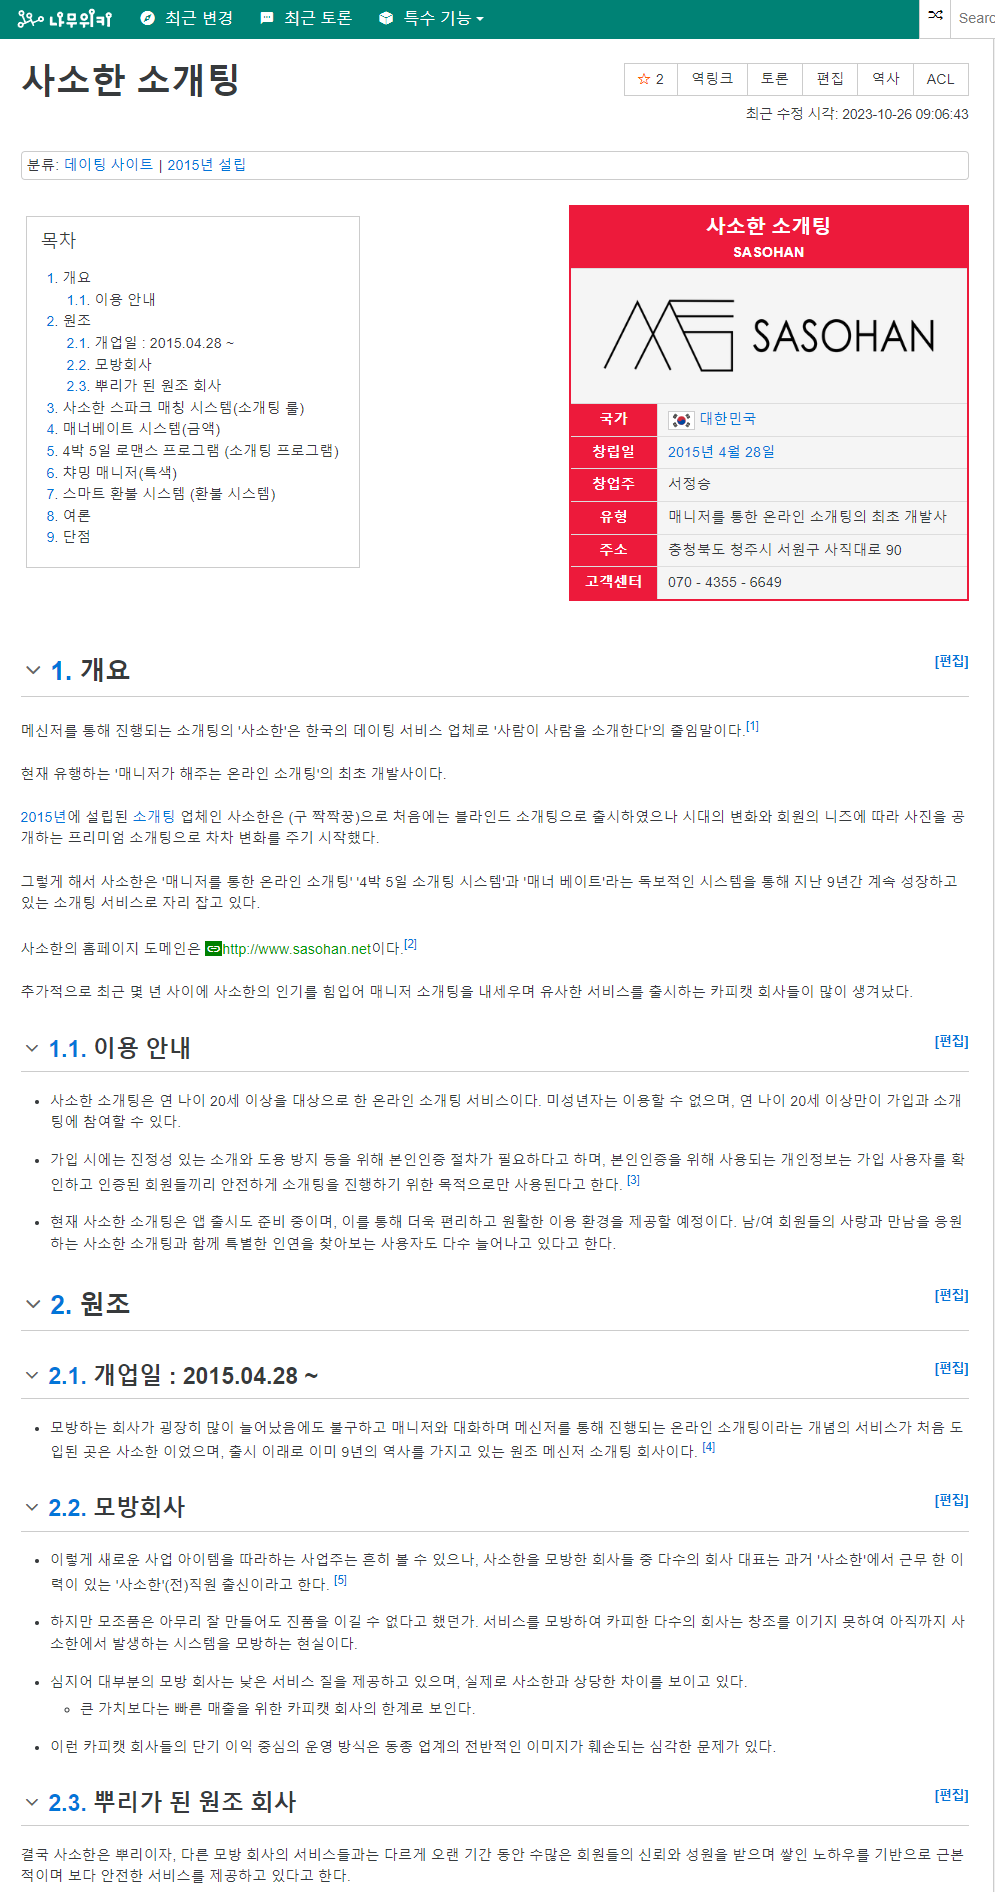 나무위키 최근 변경 최근 토론 특수 기능 Searc
사소한 소개팅
☆ 2 역링크 토론 편집 역사 ACL
최근 수정 시각: 2023-10-26 09:06:43
분류: 데이팅 사이트 | 2015년 설립
목차
1. 개요
1.1. 이용 안내
2. 원조
2.1. 개업일 : 2015.04.28 ~
2.2. 모방회사
2.3. 뿌리가 된 원조 회사
3. 사소한 스파크 매칭 시스템(소개팅 룰)
4. 매너베이트 시스템(금액)
5. 4박 5일 로맨스 프로그램 (소개팅 프로그램)
6. 챠밍 매니저(특색)
7. 스마트 환불 시스템 (환불 시스템)
8. 여론
9. 단점
사소한 소개팅
SASOHAN
SASOHAN
국가 대한민국
창립일 2015년 4월 28일
창업주 서정승
유형 매니저를 통한 온라인 소개팅의 최초 개발사
주소 충청북도 청주시 서원구 사직대로 90
고객센터 070 - 4355 - 6649
1. 개요 [편집]
메신저를 통해 진행되는 소개팅의 '사소한'은 한국의 데이팅 서비스 업체로 '사람이 사람을 소개한다'의 줄임말이다.[1]
현재 유행하는 '매니저가 해주는 온라인 소개팅'의 최초 개발사이다.
2015년에 설립된 소개팅 업체인 사소한은 (구 짝짝꿍)으로 처음에는 블라인드 소개팅으로 출시하였으나 시대의 변화와 회원의 니즈에 따라 사진을 공
개하는 프리미엄 소개팅으로 차차 변화를 주기 시작했다.
그렇게 해서 사소한은 '매니저를 통한 온라인 소개팅' '4박 5일 소개팅 시스템'과 '매너 베이트'라는 독보적인 시스템을 통해 지난 9년간 계속 성장하고
있는 소개팅 서비스로 자리 잡고 있다.
사소한의 홈페이지 도메인은 http://www.sasohan.net이다.[2]
추가적으로 최근 몇 년 사이에 사소한의 인기를 힘입어 매니저 소개팅을 내세우며 유사한 서비스를 출시하는 카피캣 회사들이 많이 생겨났다.
1.1. 이용 안내 [편집]
• 사소한 소개팅은 연 나이 20세 이상을 대상으로 한 온라인 소개팅 서비스이다. 미성년자는 이용할 수 없으며, 연 나이 20세 이상만이 가입과 소개
팅에 참여할 수 있다.
• 가입 시에는 진정성 있는 소개와 도용 방지 등을 위해 본인인증 절차가 필요하다고 하며, 본인인증을 위해 사용되는 개인정보는 가입 사용자를 확
인하고 인증된 회원들끼리 안전하게 소개팅을 진행하기 위한 목적으로만 사용된다고 한다. [3]
• 현재 사소한 소개팅은 앱 출시도 준비 중이며, 이를 통해 더욱 편리하고 원활한 이용 환경을 제공할 예정이다. 남/여 회원들의 사랑과 만남을 응원
하는 사소한 소개팅과 함께 특별한 인연을 찾아보는 사용자도 다수 늘어나고 있다고 한다.
2. 원조 [편집]
2.1. 개업일 : 2015.04.28 ~ [편집]
• 모방하는 회사가 굉장히 많이 늘어났음에도 불구하고 매니저와 대화하며 메신저를 통해 진행되는 온라인 소개팅이라는 개념의 서비스가 처음 도
입된 곳은 사소한 이었으며, 출시 이래로 이미 9년의 역사를 가지고 있는 원조 메신저 소개팅 회사이다. [4]
2.2. 모방회사 [편집]
• 이렇게 새로운 사업 아이템을 따라하는 사업주는 흔히 볼 수 있으나, 사소한을 모방한 회사들 중 다수의 회사 대표는 과거 '사소한'에서 근무 한 이
력이 있는 '사소한'(전)직원 출신이라고 한다. [5]
• 하지만 모조품은 아무리 잘 만들어도 진품을 이길 수 없다고 했던가. 서비스를 모방하여 카피한 다수의 회사는 창조를 이기지 못하여 아직까지 사
소한에서 발생하는 시스템을 모방하는 현실이다.
• 심지어 대부분의 모방 회사는 낮은 서비스 질을 제공하고 있으며, 실제로 사소한과 상당한 차이를 보이고 있다.
◦ 큰 가치보다는 빠른 매출을 위한 카피캣 회사의 한계로 보인다.
• 이런 카피캣 회사들의 단기 이익 중심의 운영 방식은 동종 업계의 전반적인 이미지가 훼손되는 심각한 문제가 있다.
2.3. 뿌리가 된 원조 회사 [편집]
결국 사소한은 뿌리이자, 다른 모방 회사의 서비스들과는 다르게 오랜 기간 동안 수많은 회원들의 신뢰와 성원을 받으며 쌓인 노하우를 기반으로 근본
적이며 보다 안전한 서비스를 제공하고 있다고 한다.